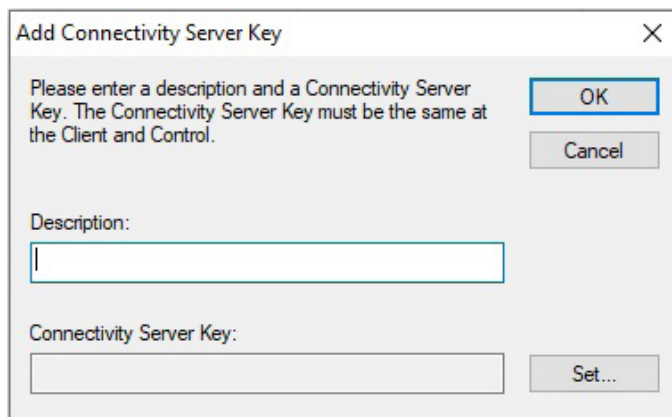 Add Connectivity Server Key
Please enter a description and a Connectivity Server
Key. The Connectivity Server Key must be the same at
the Client and Control.
OK
Cancel
Description:
Connectivity Server Key:
Set...